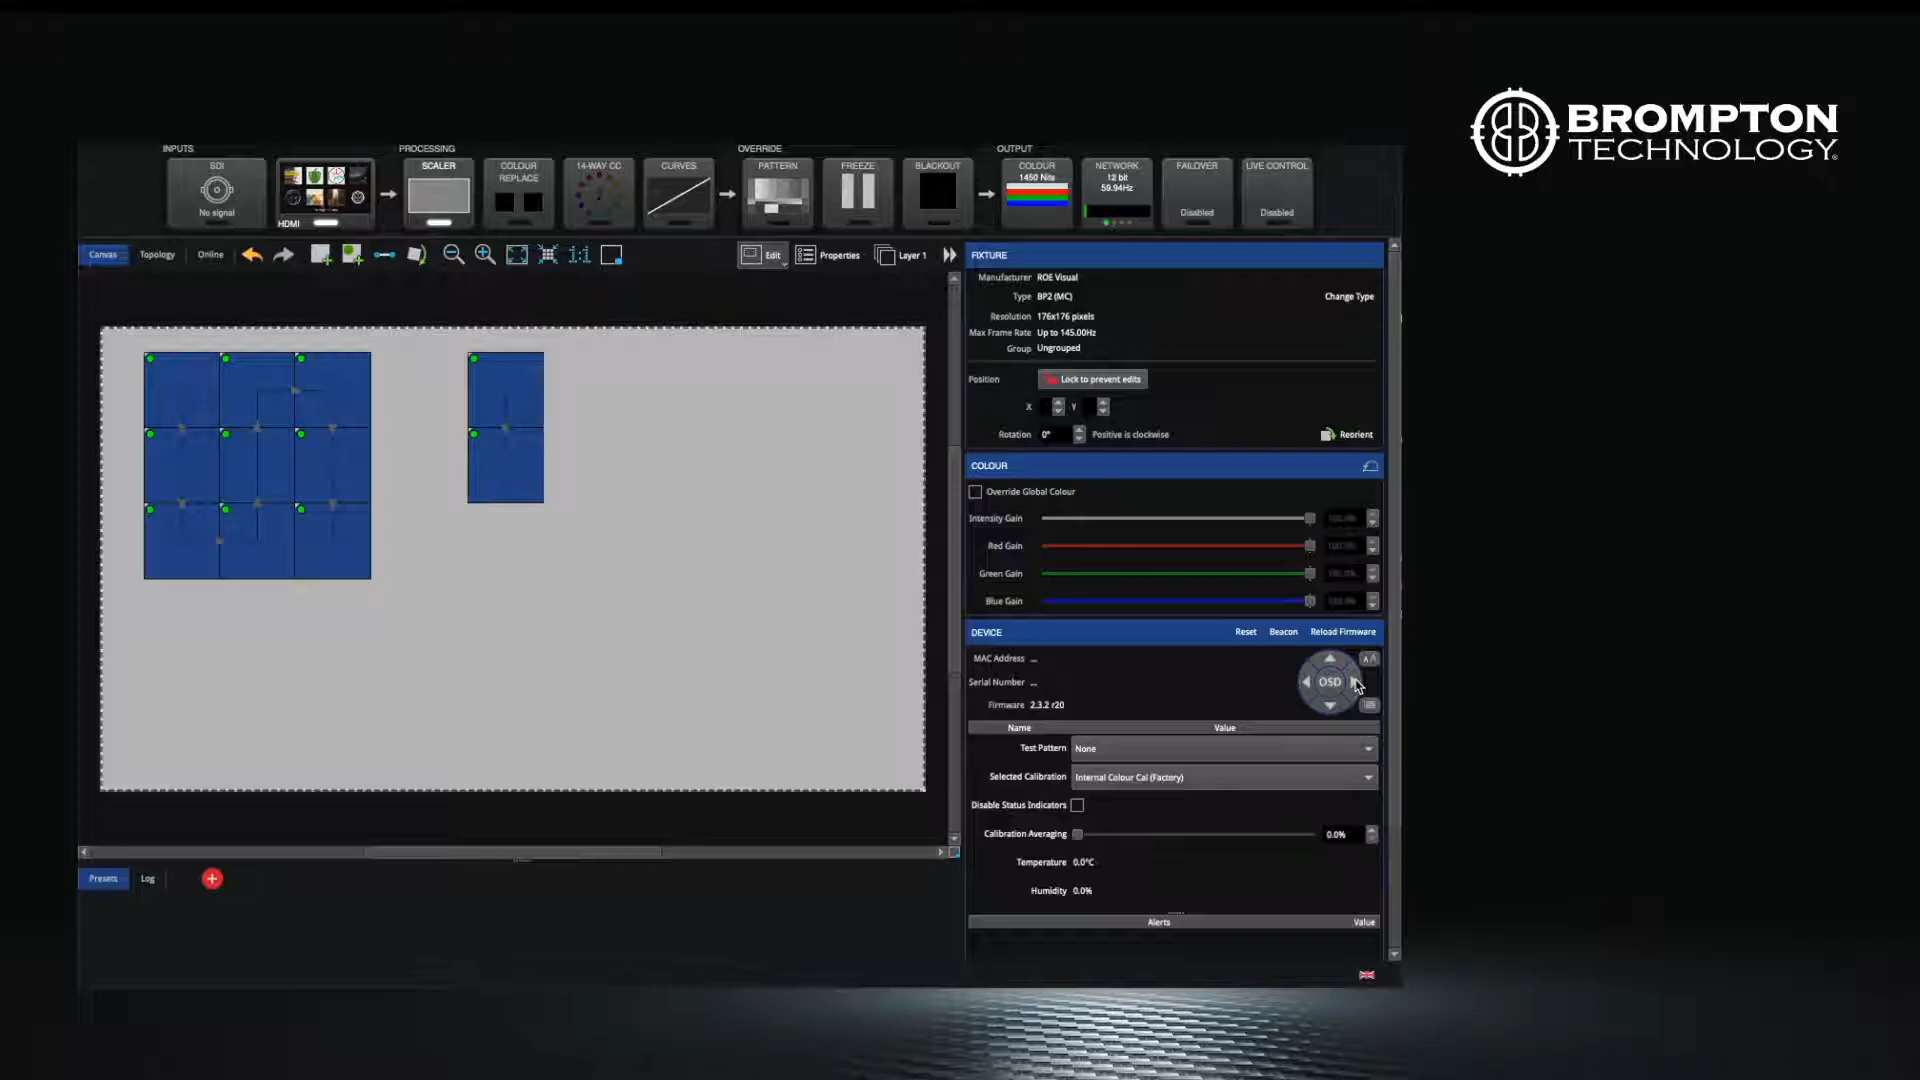 BROMPTON
TECHNOLOGY
INPUTS
PROCESSING
OVERRIDE
OUTPUT
SDI
No signal
HDMI
SCALER
COLOUR
REPLACE
14-WAY CC
CURVES
PATTERN
FREEZE
BLACKOUT
COLOUR
1450 Nits
NETWORK
12 bit
59.94Hz
FAILOVER
Disabled
LIVE CONTROL
Disabled
Canvas
Topology
Online
1:1
Edit
Properties
Layer 1
FIXTURE
Manufacturer ROE Visual
Type BP2 (MC)
Change Type
Resolution 176x176 pixels
Max Frame Rate Up to 145.00Hz
Group Ungrouped
Position Lock to prevent edits
X Y
Rotation 0° Positive is clockwise
Reorient
COLOUR
Override Global Colour
Intensity Gain
Red Gain
Green Gain
Blue Gain
DEVICE
Reset Beacon Reload Firmware
MAC Address ...
Serial Number ...
OSD
Firmware 2.3.2 r20
Name Value
Test Pattern None
Selected Calibration Internal Colour Cal (Factory)
Disable Status Indicators
Calibration Averaging 0.0%
Temperature 0.0°C
Humidity 0.0%
Alerts Value
Presets
Log